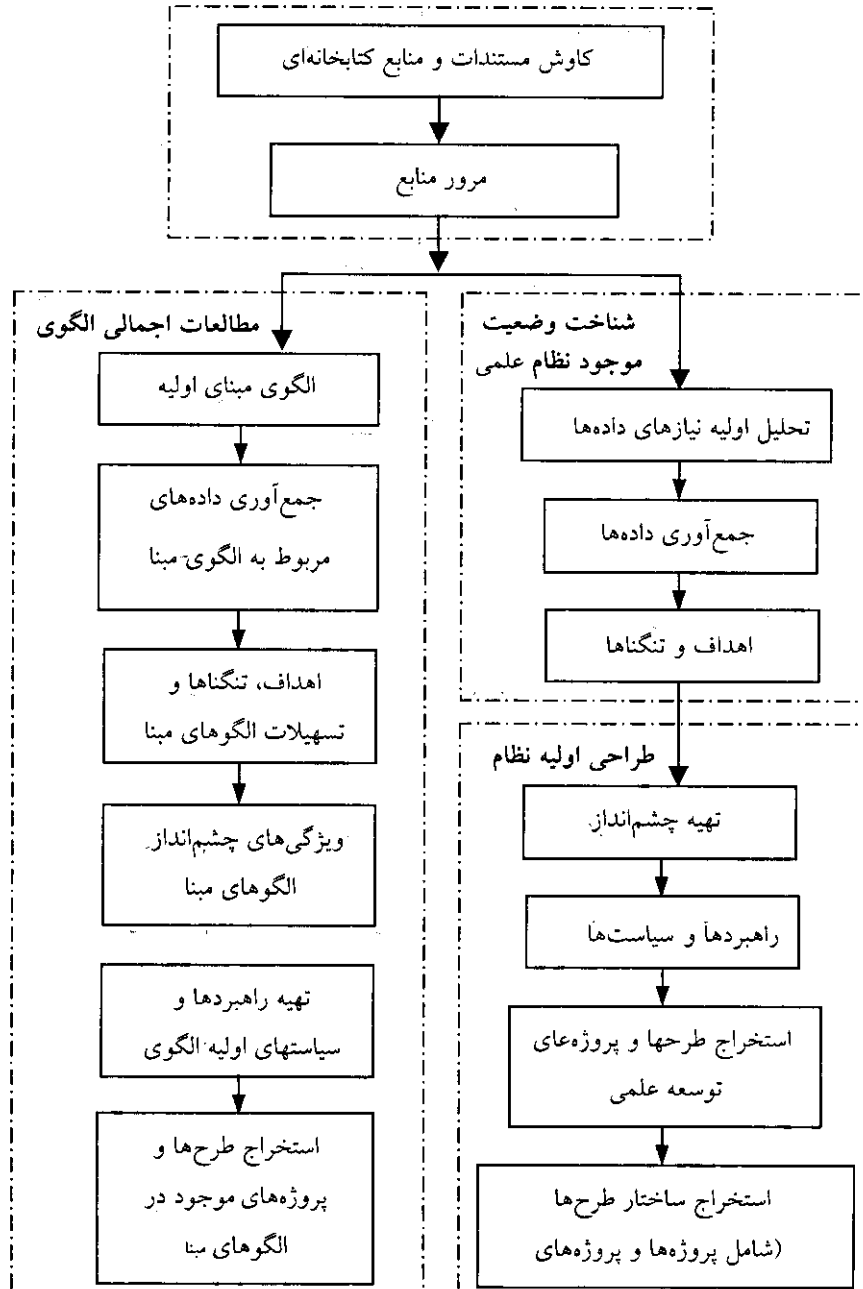 کاوش مستندات و منابع کتابخانه‌ای
مرور منابع
شناخت وضعیت
موجود نظام علمی
تحلیل اولیه نیازهای داده‌ها
جمع‌آوری داده‌ها
اهداف و تنگناها
طراحی اولیه نظام
تهیه چشم‌انداز
راهبردها و سیاست‌ها
استخراج طرحها و پروژه‌های
توسعه علمی
استخراج ساختار طرح‌ها
(شامل پروژه‌ها و پروژه‌های
مطالعات اجمالی الگوی
الگوی مبنای اولیه
جمع‌آوری داده‌های
مربوط به الگوی مبنا
اهداف، تنگناها و
تسهیلات الگوهای مبنا
ویژگی‌های چشم‌انداز
الگوهای مبنا
تهیه راهبردها و
سیاستهای اولیه الگوی
استخراج طرح‌ها و
پروژه‌های موجود در
الگوهای مبنا